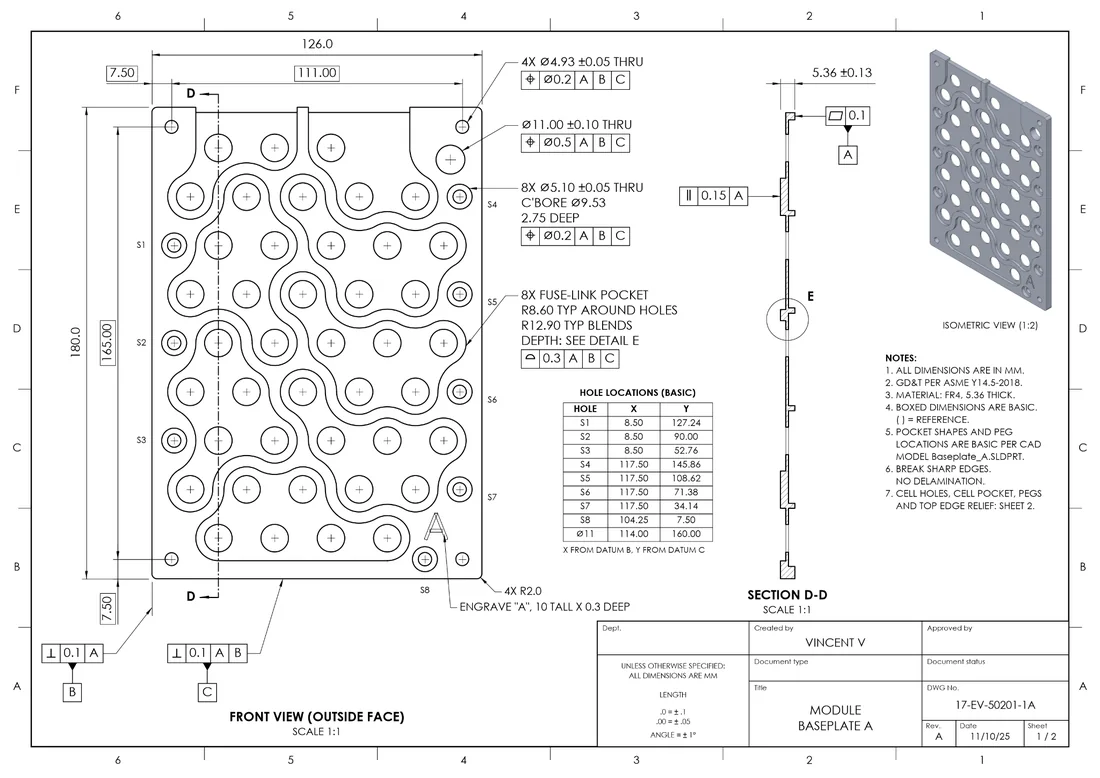 6 5 4 3 2 1
F
E
D
C
B
A
126.0
7.50
111.00
D
180.0
165.00
7.50
S1
S2
S3
S4
S5
S6
S7
S8
A
D
4X Ø4.93 ±0.05 THRU
⌖ Ø0.2 A B C
Ø11.00 ±0.10 THRU
⌖ Ø0.5 A B C
8X Ø5.10 ±0.05 THRU
C'BORE Ø9.53
2.75 DEEP
⌖ Ø0.2 A B C
8X FUSE-LINK POCKET
R8.60 TYP AROUND HOLES
R12.90 TYP BLENDS
DEPTH: SEE DETAIL E
⌓ 0.3 A B C
4X R2.0
ENGRAVE "A", 10 TALL X 0.3 DEEP
⟂ 0.1 A
B
⟂ 0.1 A B
C
FRONT VIEW (OUTSIDE FACE)
SCALE 1:1
HOLE LOCATIONS (BASIC)
HOLE X Y
S1 8.50 127.24
S2 8.50 90.00
S3 8.50 52.76
S4 117.50 145.86
S5 117.50 108.62
S6 117.50 71.38
S7 117.50 34.14
S8 104.25 7.50
Ø11 114.00 160.00
X FROM DATUM B, Y FROM DATUM C
5.36 ±0.13
⏥ 0.1
A
∥ 0.15 A
E
SECTION D-D
SCALE 1:1
A
ISOMETRIC VIEW (1:2)
NOTES:
1. ALL DIMENSIONS ARE IN MM.
2. GD&T PER ASME Y14.5-2018.
3. MATERIAL: FR4, 5.36 THICK.
4. BOXED DIMENSIONS ARE BASIC.
( ) = REFERENCE.
5. POCKET SHAPES AND PEG
LOCATIONS ARE BASIC PER CAD
MODEL Baseplate_A.SLDPRT.
6. BREAK SHARP EDGES.
NO DELAMINATION.
7. CELL HOLES, CELL POCKET, PEGS
AND TOP EDGE RELIEF: SHEET 2.
F
E
D
C
B
A
Dept.
Created by
VINCENT V
Approved by
UNLESS OTHERWISE SPECIFIED:
ALL DIMENSIONS ARE MM
LENGTH
.0 = ± .1
.00 = ± .05
ANGLE = ± 1°
Document type
Document status
Title
MODULE
BASEPLATE A
DWG No.
17-EV-50201-1A
Rev.
A
Date
11/10/25
Sheet
1 / 2
6 5 4 3 2 1